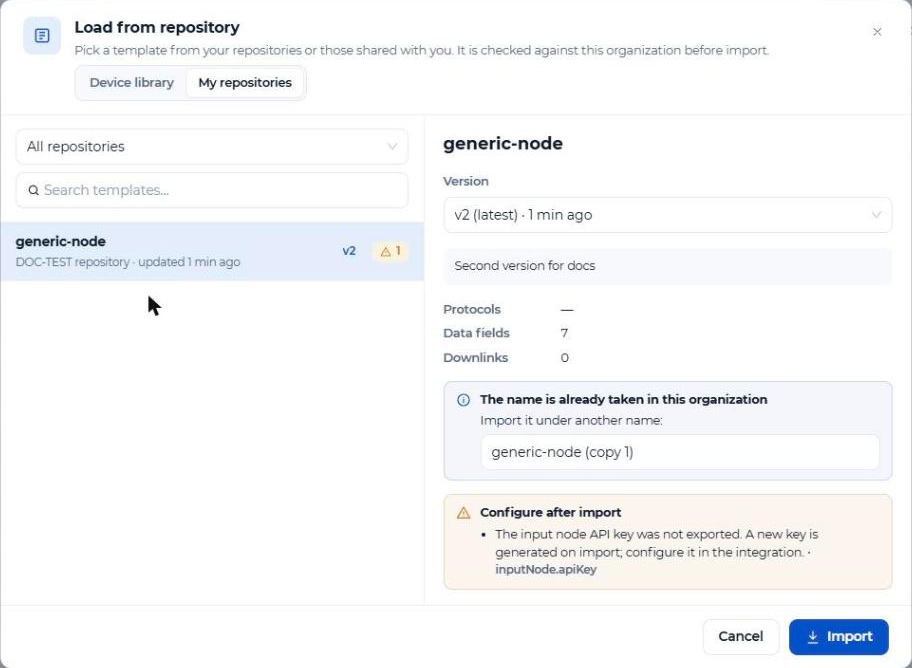 Load from repository
Pick a template from your repositories or those shared with you. It is checked against this organization before import.
Device library
My repositories
All repositories
Search templates...
generic-node
DOC-TEST repository · updated 1 min ago
v2
1
generic-node
Version
v2 (latest) · 1 min ago
Second version for docs
Protocols —
Data fields 7
Downlinks 0
The name is already taken in this organization
Import it under another name:
generic-node (copy 1)
Configure after import
• The input node API key was not exported. A new key is
generated on import; configure it in the integration. ·
inputNode.apiKey
Cancel
Import